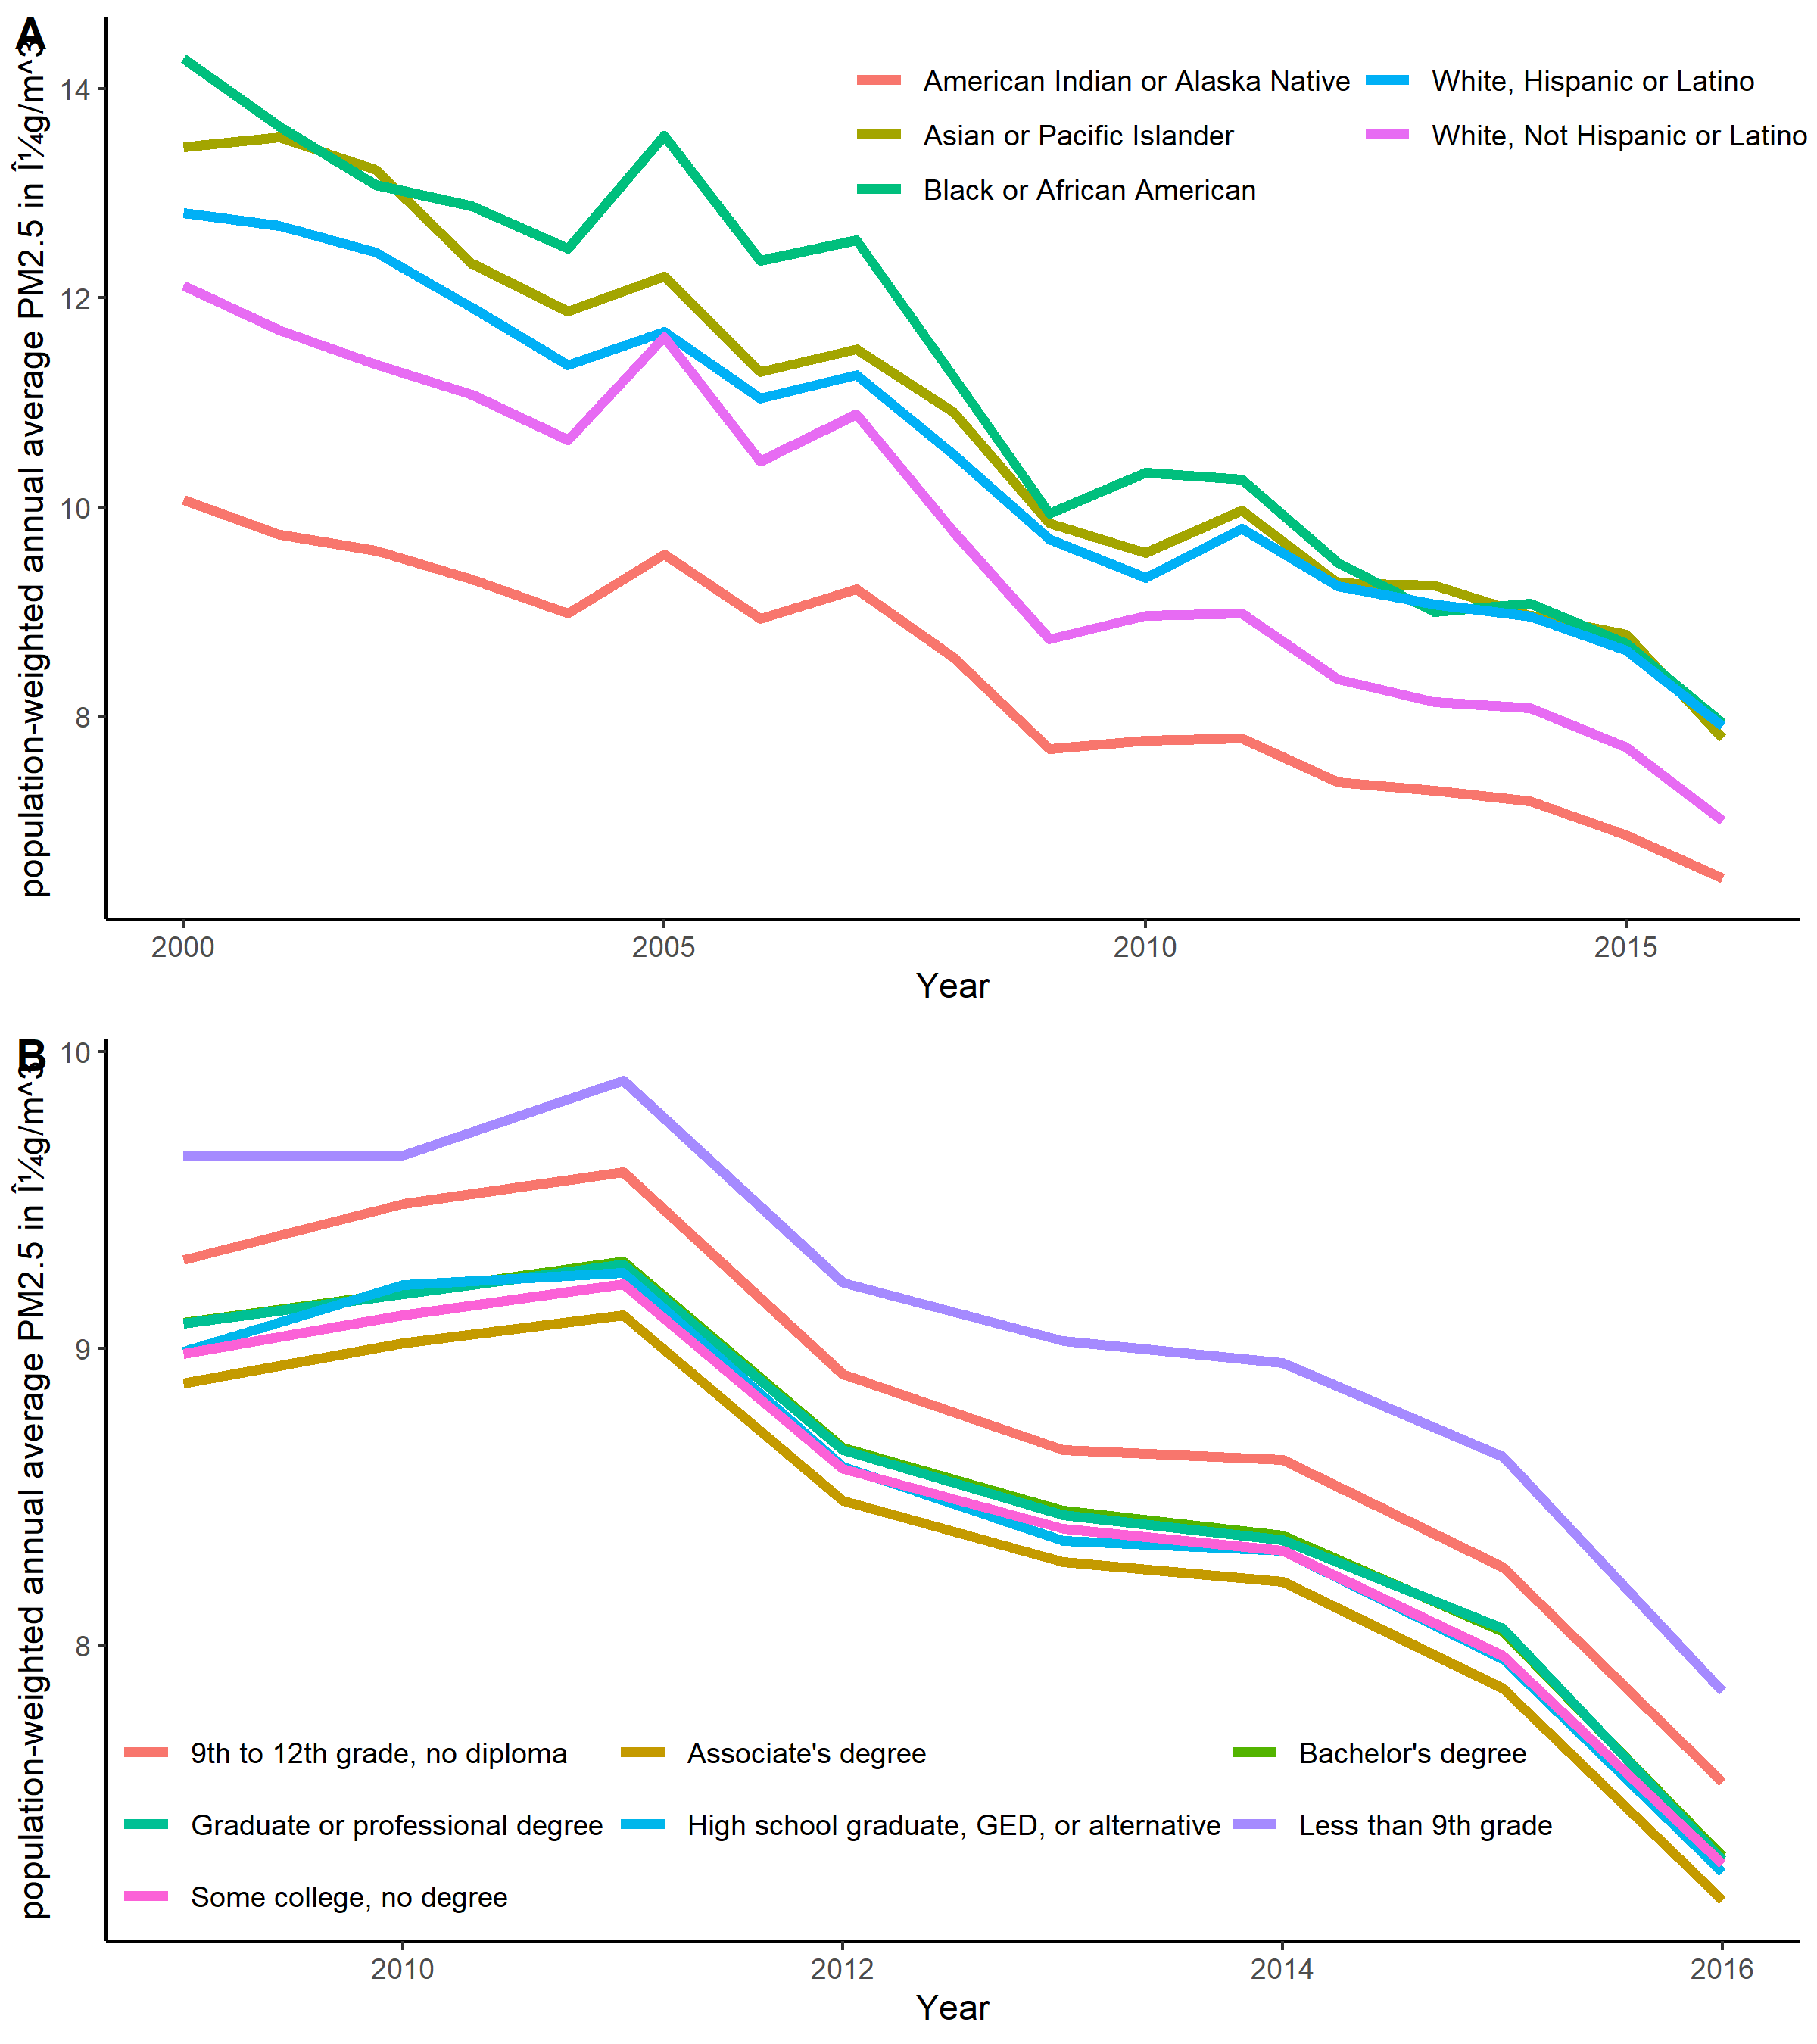 A
population-weighted annual average PM2.5 in Î¼g/m^3
14
12
10
8
American Indian or Alaska Native
Asian or Pacific Islander
Black or African American
White, Hispanic or Latino
White, Not Hispanic or Latino
2000 2005 2010 2015
Year
B
population-weighted annual average PM2.5 in Î¼g/m^3
10
9
8
9th to 12th grade, no diploma Associate's degree Bachelor's degree
Graduate or professional degree High school graduate, GED, or alternative Less than 9th grade
Some college, no degree
2010 2012 2014 2016
Year